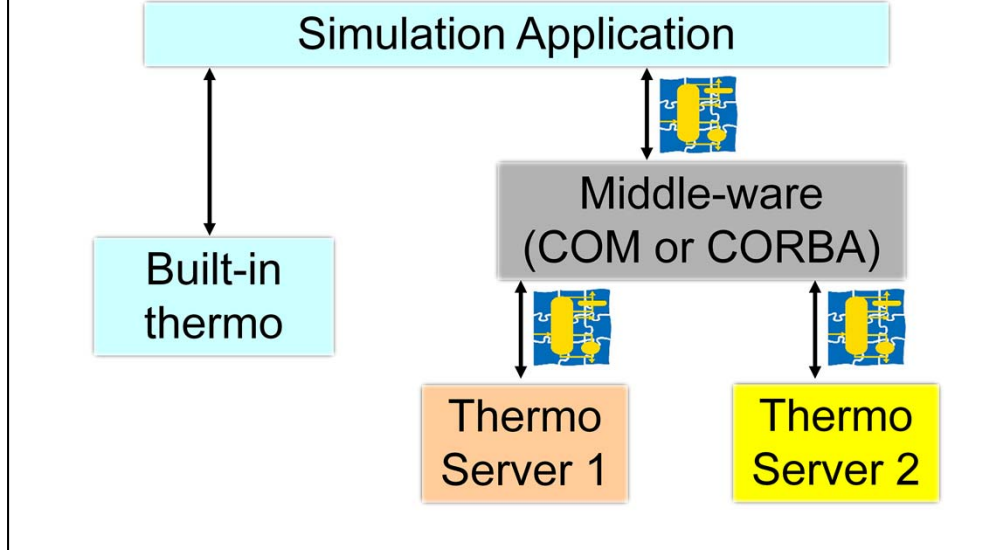 Simulation Application
Middle-ware
(COM or CORBA)
Built-in
thermo
Thermo
Server 1
Thermo
Server 2